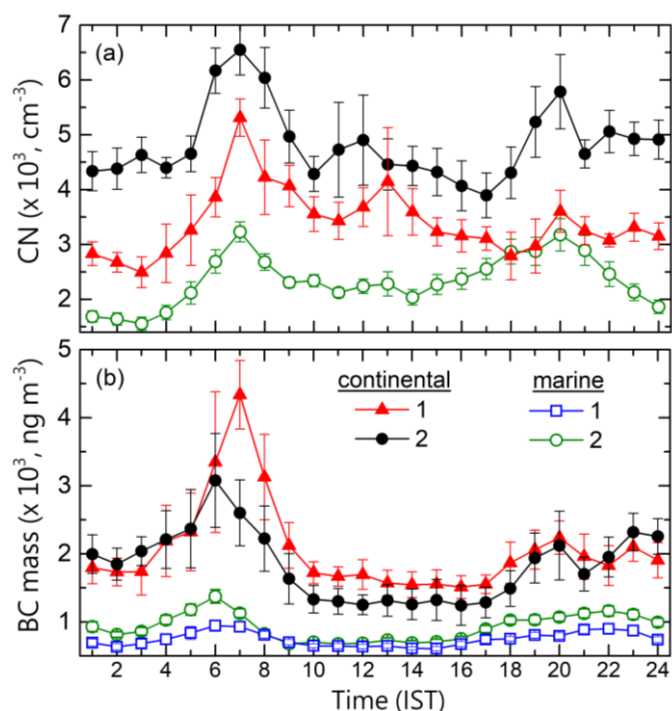 (a)
CN (x 10³, cm⁻³)
7
6
5
4
3
2
(b)
BC mass (x 10³, ng m⁻³)
5
4
3
2
1
continental marine
1 1
2 2
2 4 6 8 10 12 14 16 18 20 22 24
Time (IST)